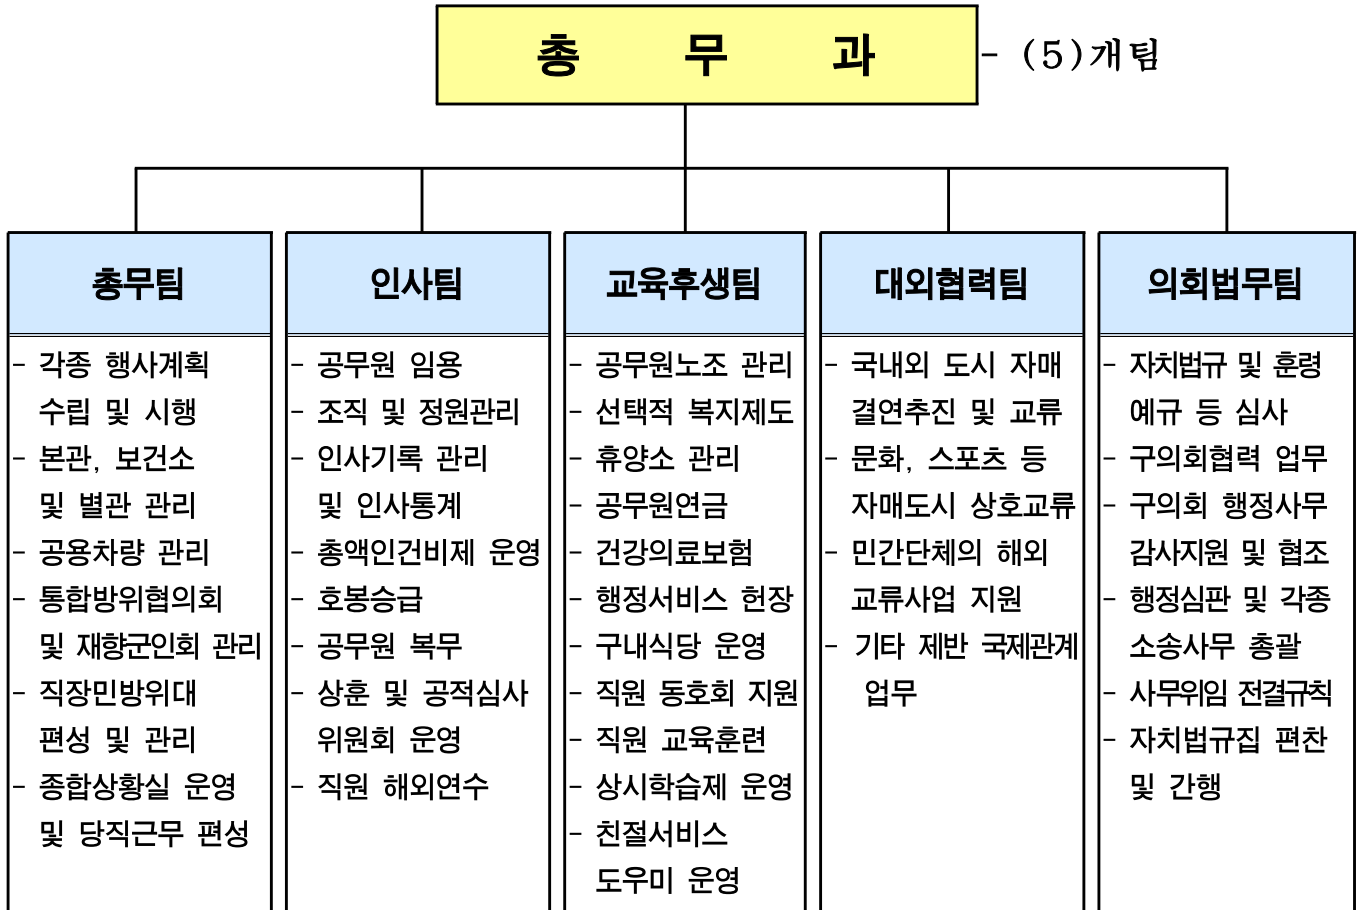 총 무 과 - (5)개팀
총무팀
- 각종 행사계획
수립 및 시행
- 본관, 보건소
및 별관 관리
- 공용차량 관리
- 통합방위협의회
및 재향군인회 관리
- 직장민방위대
편성 및 관리
- 종합상황실 운영
및 당직근무 편성
인사팀
- 공무원 임용
- 조직 및 정원관리
- 인사기록 관리
및 인사통계
- 총액인건비제 운영
- 호봉승급
- 공무원 복무
- 상훈 및 공적심사
위원회 운영
- 직원 해외연수
교육후생팀
- 공무원노조 관리
- 선택적 복지제도
- 휴양소 관리
- 공무원연금
- 건강의료보험
- 행정서비스 헌장
- 구내식당 운영
- 직원 동호회 지원
- 직원 교육훈련
- 상시학습제 운영
- 친절서비스
도우미 운영
대외협력팀
- 국내외 도시 자매
결연추진 및 교류
- 문화, 스포츠 등
자매도시 상호교류
- 민간단체의 해외
교류사업 지원
- 기타 제반 국제관계
업무
의회법무팀
- 자치법규 및 훈령
예규 등 심사
- 구의회협력 업무
- 구의회 행정사무
감사지원 및 협조
- 행정심판 및 각종
소송사무 총괄
- 사무위임 전결규칙
- 자치법규집 편찬
및 간행